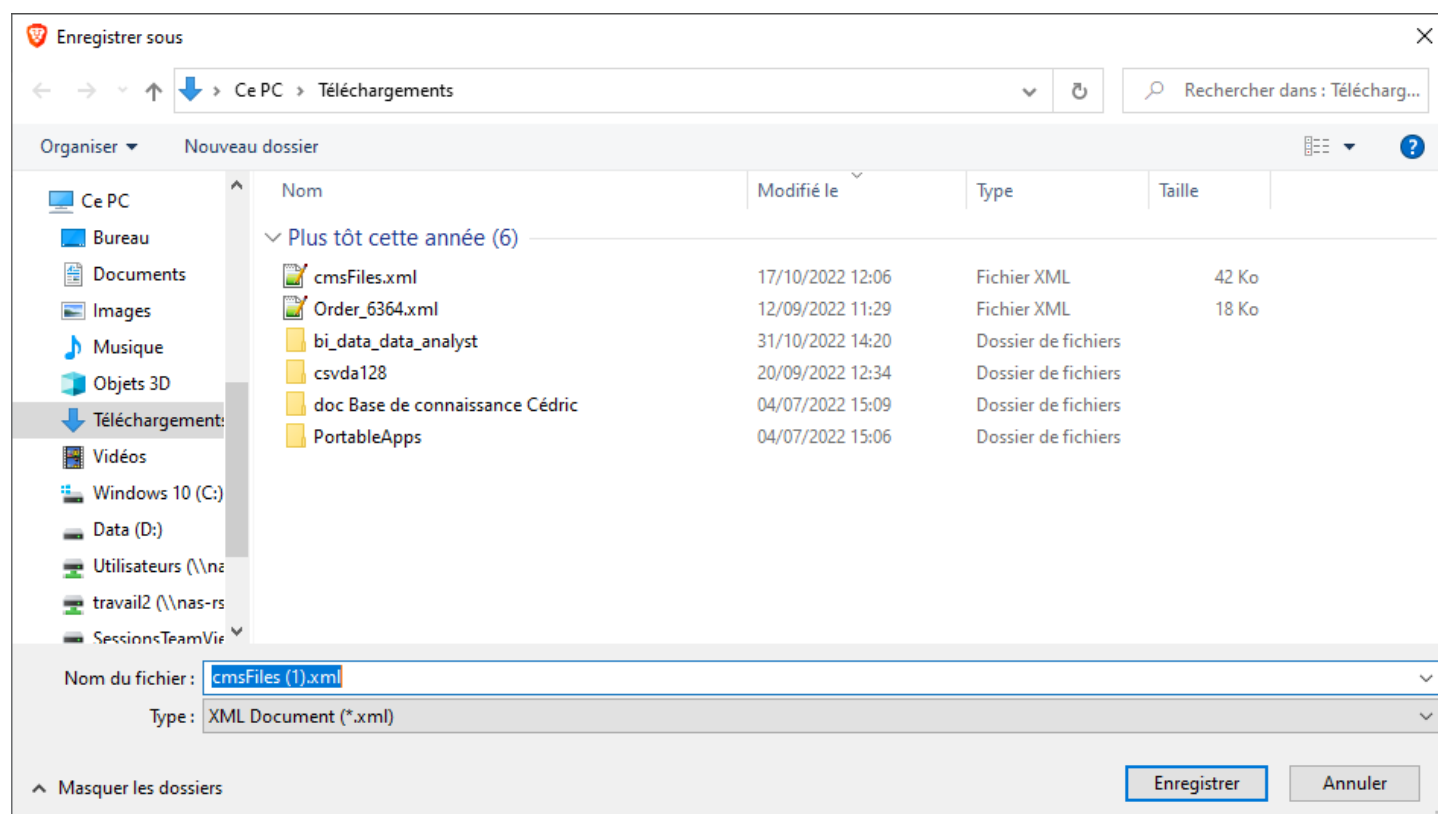 Enregistrer sous
Ce PC › Téléchargements
Rechercher dans : Télécharg...
Organiser Nouveau dossier
Ce PC
Bureau
Documents
Images
Musique
Objets 3D
Téléchargements
Vidéos
Windows 10 (C:)
Data (D:)
Utilisateurs (\\na
travail2 (\\nas-rs
SessionsTeamVie
Nom Modifié le Type Taille
Plus tôt cette année (6)
cmsFiles.xml 17/10/2022 12:06 Fichier XML 42 Ko
Order_6364.xml 12/09/2022 11:29 Fichier XML 18 Ko
bi_data_data_analyst 31/10/2022 14:20 Dossier de fichiers
csvda128 20/09/2022 12:34 Dossier de fichiers
doc Base de connaissance Cédric 04/07/2022 15:09 Dossier de fichiers
PortableApps 04/07/2022 15:06 Dossier de fichiers
Nom du fichier : cmsFiles (1).xml
Type : XML Document (*.xml)
Masquer les dossiers
Enregistrer Annuler